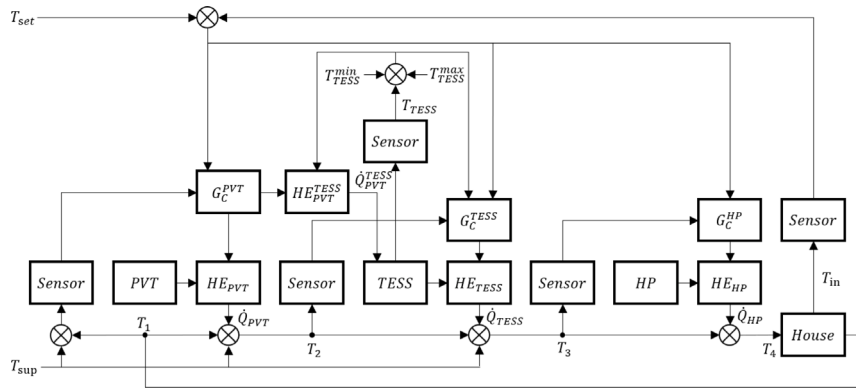 T_set
T_TESS^min
T_TESS^max
T_TESS
Sensor
G_C^PVT
HE_PVT^TESS
Q̇_PVT^TESS
G_C^TESS
G_C^HP
Sensor
Sensor
PVT
HE_PVT
Sensor
TESS
HE_TESS
Sensor
HP
HE_HP
T_in
T_1
Q̇_PVT
T_2
Q̇_TESS
T_3
Q̇_HP
T_4
House
T_sup